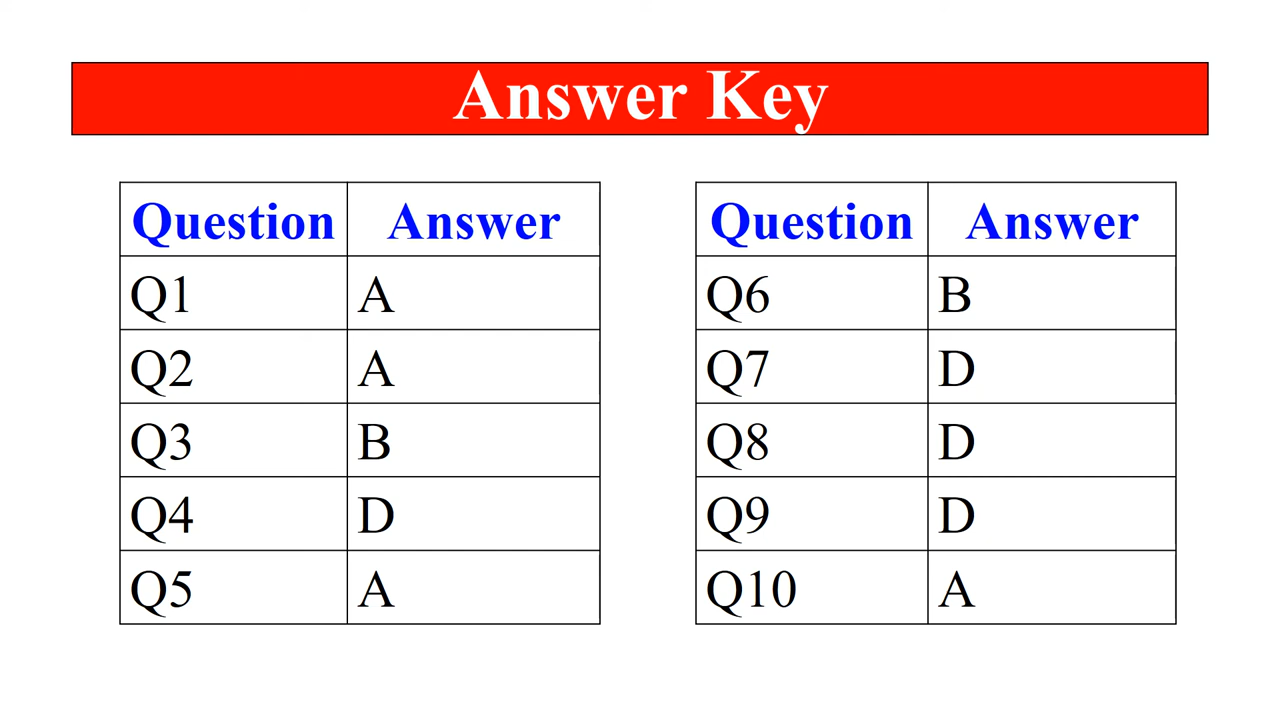 Answer Key
Question Answer
Q1 A
Q2 A
Q3 B
Q4 D
Q5 A
Question Answer
Q6 B
Q7 D
Q8 D
Q9 D
Q10 A